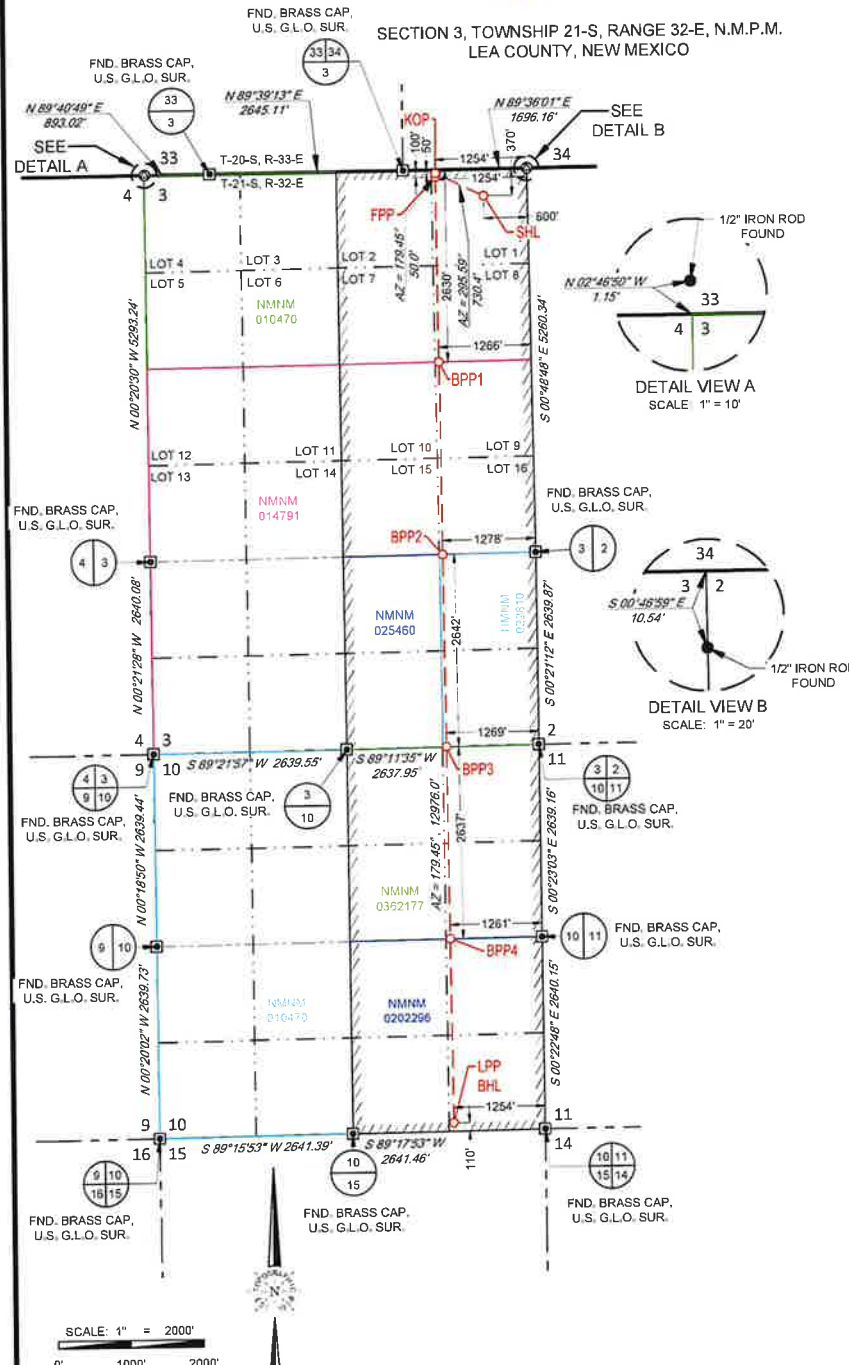 SECTION 3, TOWNSHIP 21-S, RANGE 32-E, N.M.P.M.
LEA COUNTY, NEW MEXICO
FND. BRASS CAP,
U.S. G.L.O. SUR.
33 34
3
FND. BRASS CAP,
U.S. G.L.O. SUR.
33
3
N 89°40'49" E
893.02'
N 89°39'13" E
2645.11'
KOP
100'
50'
1254'
1254'
370'
N 89°36'01" E
1696.16'
SEE
DETAIL B
SEE
DETAIL A
33
34
T-20-S, R-33-E
T-21-S, R-32-E
4 3
FPP
SHL
600'
LOT 4
LOT 5
LOT 3
LOT 6
LOT 2
LOT 7
LOT 1
LOT 8
AZ = 179.45°
50.0'
2630'
AZ = 295.59°
730.4'
NMNM
010470
1266'
BPP1
N 00°20'30" W 5293.24'
S 00°48'48" E 5260.34'
1/2" IRON ROD
FOUND
N 02°46'50" W
1.15'
33
4 3
DETAIL VIEW A
SCALE: 1" = 10'
LOT 12
LOT 13
LOT 11
LOT 14
LOT 10
LOT 15
LOT 9
LOT 16
NMNM
014791
FND. BRASS CAP,
U.S. G.L.O. SUR.
4 3
BPP2
1278'
FND. BRASS CAP,
U.S. G.L.O. SUR.
3 2
NMNM
025460
2642'
N 00°21'28" W 2640.08'
S 00°21'12" E 2639.87'
34
3 2
S 00°46'59" E
10.54'
1/2" IRON ROD
FOUND
DETAIL VIEW B
SCALE: 1" = 20'
1269'
4 3
9 10
2
11
S 89°21'57" W 2639.55'
S 89°11'35" W
2637.95'
BPP3
4 3
9 10
FND. BRASS CAP,
U.S. G.L.O. SUR.
FND. BRASS CAP,
U.S. G.L.O. SUR.
3
10
3 2
10 11
FND. BRASS CAP,
U.S. G.L.O. SUR.
N 00°18'50" W 2639.44'
AZ = 179.45°, 12976.0'
2637'
S 00°23'03" E 2639.16'
NMNM
0362177
1261'
BPP4
9 10
FND. BRASS CAP,
U.S. G.L.O. SUR.
10 11
FND. BRASS CAP,
U.S. G.L.O. SUR.
NMNM
010470
NMNM
0202296
N 00°20'02" W 2639.73'
S 00°22'48" E 2640.15'
LPP
BHL
1254'
9 10
16 15
11
14
S 89°15'53" W 2641.39'
S 89°17'53" W
2641.46'
110'
9 10
16 15
FND. BRASS CAP,
U.S. G.L.O. SUR.
10
15
FND. BRASS CAP,
U.S. G.L.O. SUR.
10 11
15 14
FND. BRASS CAP,
U.S. G.L.O. SUR.
N
SCALE: 1" = 2000'
0' 1000' 2000'